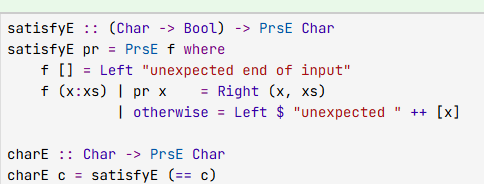 satisfyE :: (Char -> Bool) -> PrsE Char
satisfyE pr = PrsE f where
    f [] = Left "unexpected end of input"
    f (x:xs) | pr x    = Right (x, xs)
             | otherwise = Left $ "unexpected " ++ [x]

charE :: Char -> PrsE Char
charE c = satisfyE (== c)